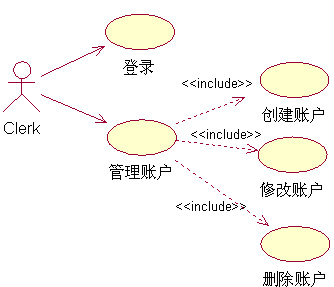 登录
<<include>>
创建账户
Clerk
<<include>>
管理账户
修改账户
<<include>>
删除账户